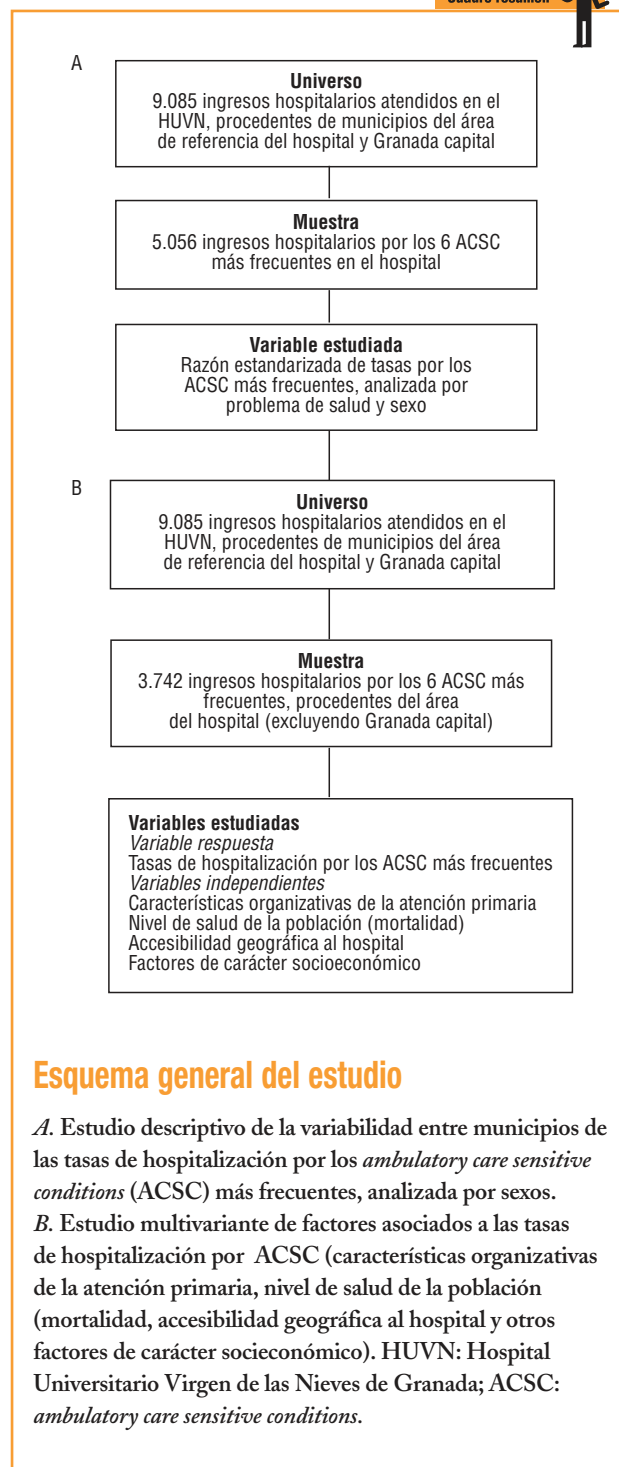 Cuadro resumen
A
Universo
9.085 ingresos hospitalarios atendidos en el
HUVN, procedentes de municipios del área
de referencia del hospital y Granada capital
Muestra
5.056 ingresos hospitalarios por los 6 ACSC
más frecuentes en el hospital
Variable estudiada
Razón estandarizada de tasas por los
ACSC más frecuentes, analizada por
problema de salud y sexo
B
Universo
9.085 ingresos hospitalarios atendidos en el
HUVN, procedentes de municipios del área
de referencia del hospital y Granada capital
Muestra
3.742 ingresos hospitalarios por los 6 ACSC más
frecuentes, procedentes del área
del hospital (excluyendo Granada capital)
Variables estudiadas
Variable respuesta
Tasas de hospitalización por los ACSC más frecuentes
Variables independientes
Características organizativas de la atención primaria
Nivel de salud de la población (mortalidad)
Accesibilidad geográfica al hospital
Factores de carácter socioeconómico
Esquema general del estudio
A. Estudio descriptivo de la variabilidad entre municipios de
las tasas de hospitalización por los ambulatory care sensitive
conditions (ACSC) más frecuentes, analizada por sexos.
B. Estudio multivariante de factores asociados a las tasas
de hospitalización por ACSC (características organizativas
de la atención primaria, nivel de salud de la población
(mortalidad, accesibilidad geográfica al hospital y otros
factores de carácter socieconómico). HUVN: Hospital
Universitario Virgen de las Nieves de Granada; ACSC:
ambulatory care sensitive conditions.